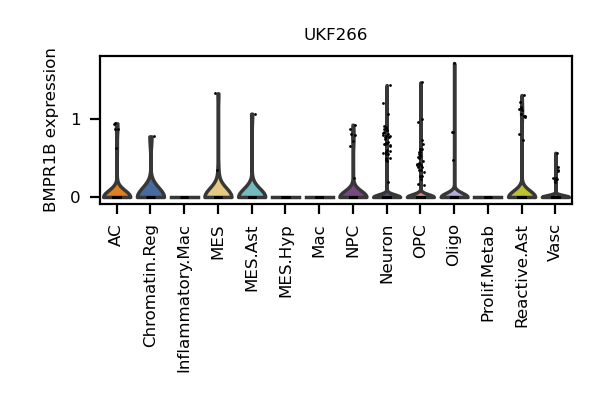 UKF266
BMPR1B expression
1
0
AC
Chromatin.Reg
Inflammatory.Mac
MES
MES.Ast
MES.Hyp
Mac
NPC
Neuron
OPC
Oligo
Prolif.Metab
Reactive.Ast
Vasc